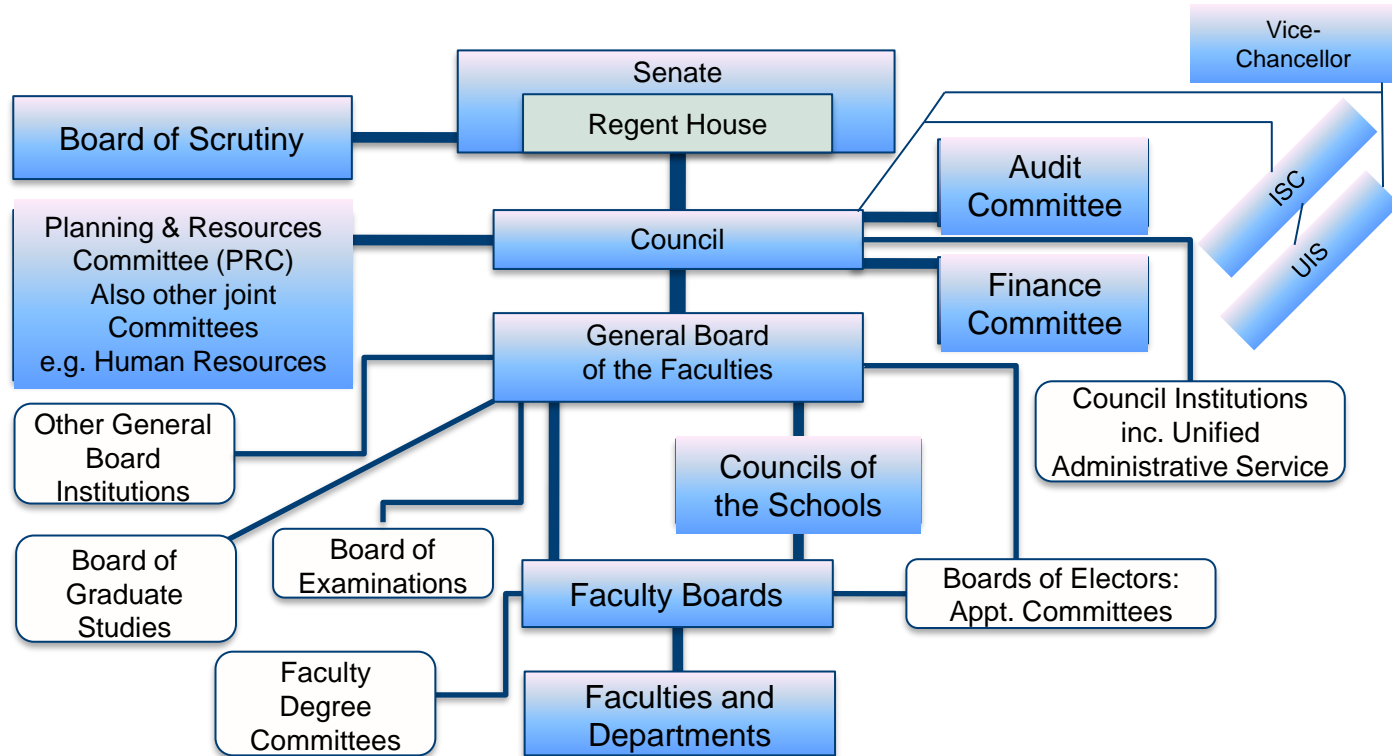 Vice-
Chancellor
Senate
Regent House
Board of Scrutiny
Audit
Committee
ISC
UIS
Planning & Resources
Committee (PRC)
Also other joint
Committees
e.g. Human Resources
Council
Finance
Committee
General Board
of the Faculties
Other General
Board
Institutions
Council Institutions
inc. Unified
Administrative Service
Councils of
the Schools
Board of
Graduate
Studies
Board of
Examinations
Faculty Boards
Boards of Electors:
Appt. Committees
Faculty
Degree
Committees
Faculties and
Departments